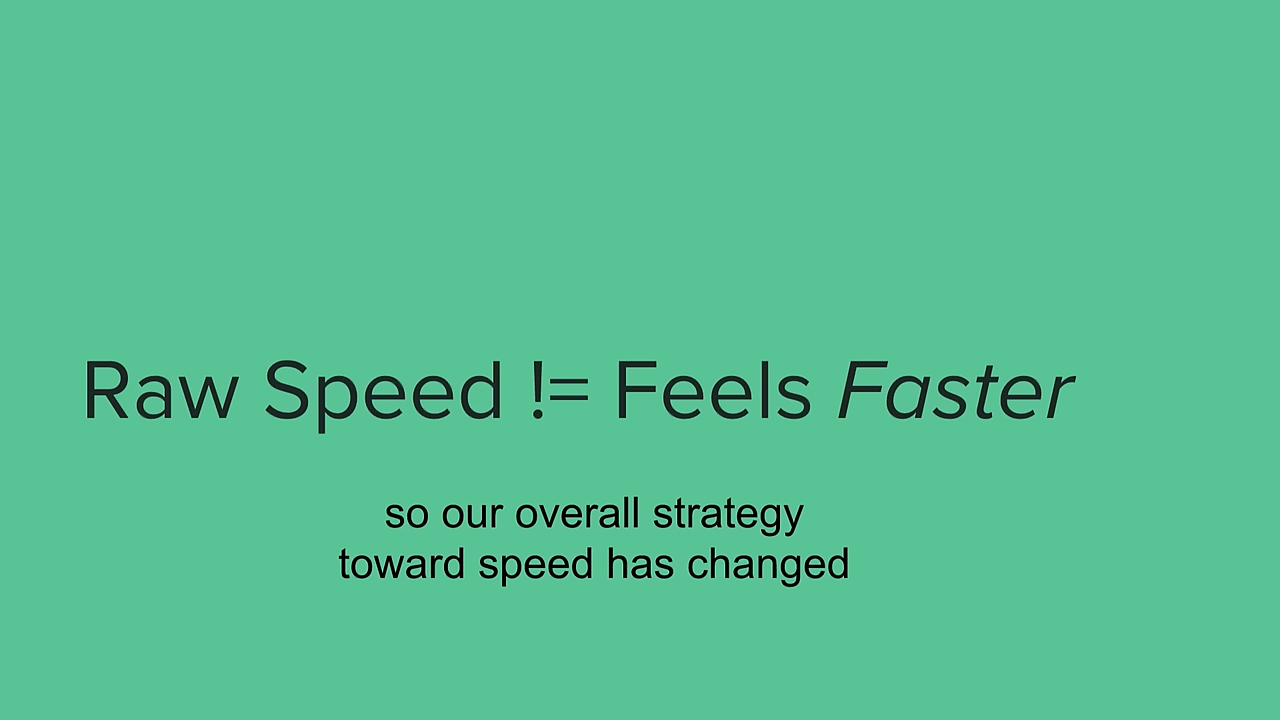 Raw Speed != Feels Faster
so our overall strategy
toward speed has changed